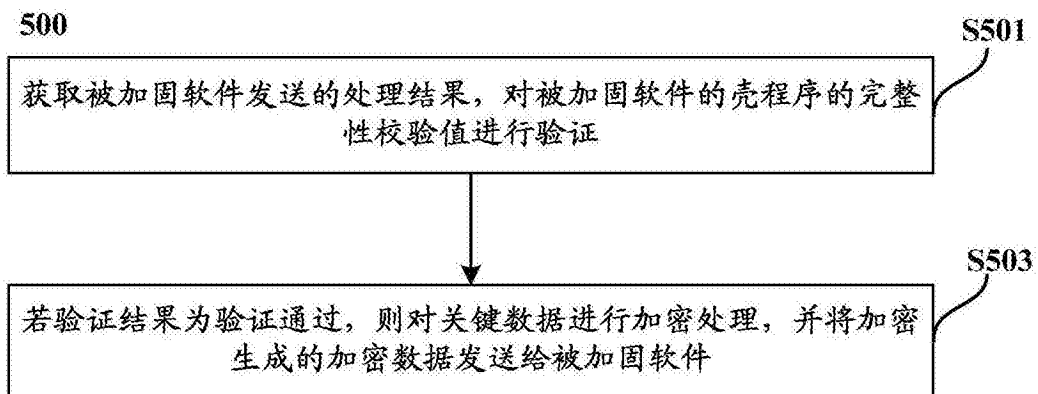 500
S501
获取被加固软件发送的处理结果，对被加固软件的壳程序的完整
性校验值进行验证
S503
若验证结果为验证通过，则对关键数据进行加密处理，并将加密
生成的加密数据发送给被加固软件